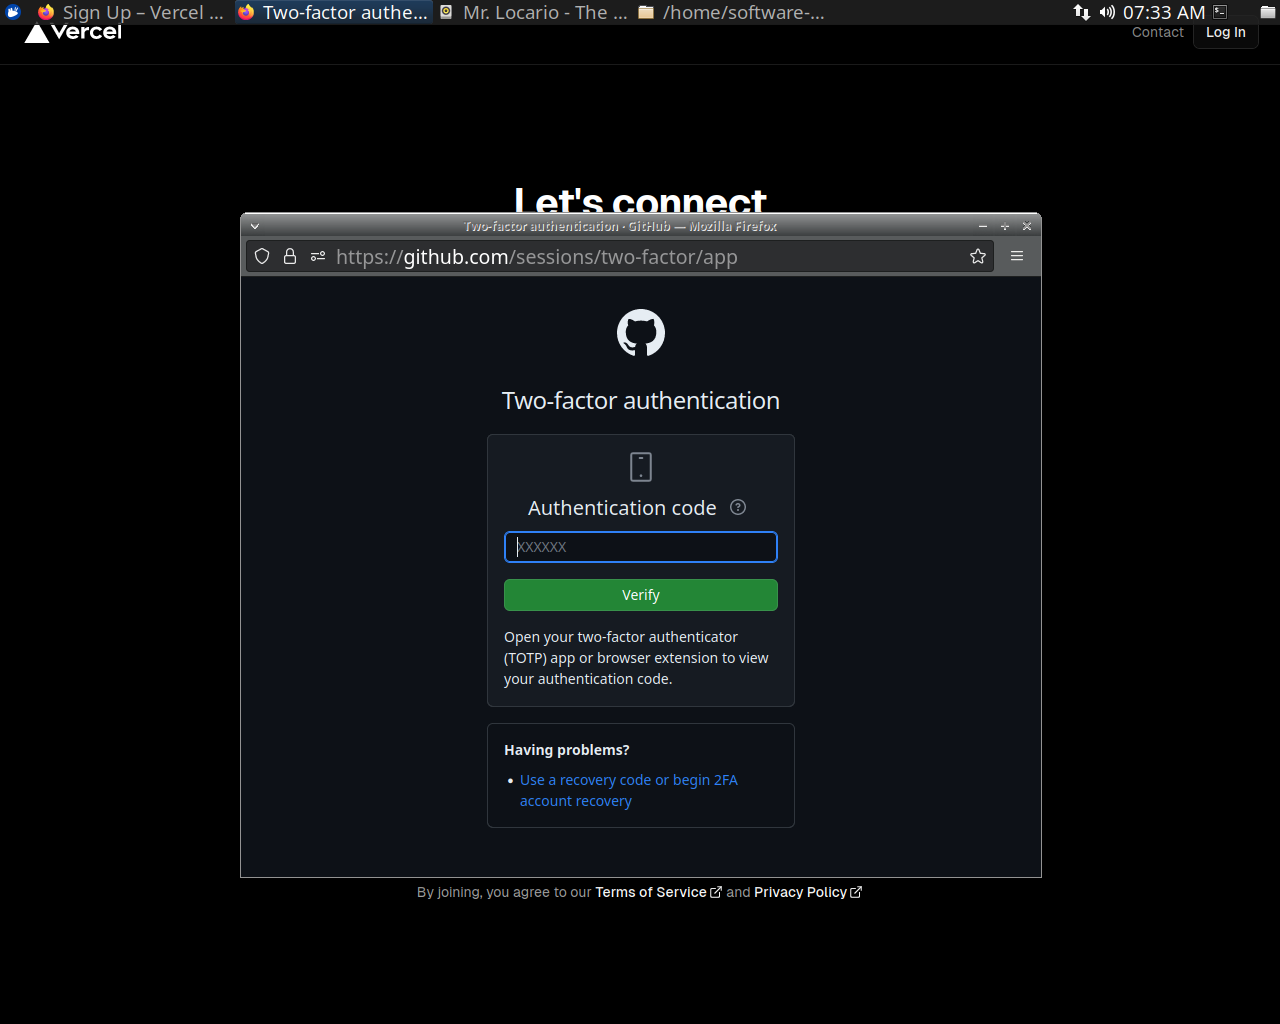 Sign Up – Vercel ...
Two-factor authe...
Mr. Locario - The ...
/home/software-...
07:33 AM
Vercel
Contact
Log In
Let's connect
Two-factor authentication · GitHub — Mozilla Firefox
https://github.com/sessions/two-factor/app
Two-factor authentication
Authentication code
XXXXXX
Verify
Open your two-factor authenticator
(TOTP) app or browser extension to view
your authentication code.
Having problems?
• Use a recovery code or begin 2FA
account recovery
By joining, you agree to our Terms of Service and Privacy Policy